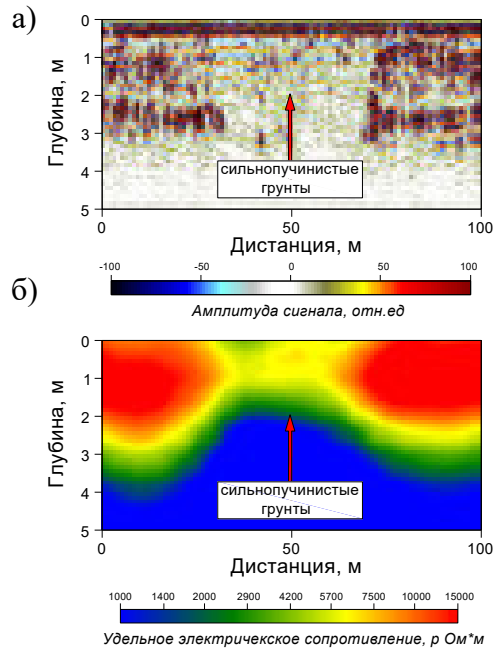 а)
0
1
2
3
4
5
Глубина, м
сильнопучинистые
грунты
0 50 100
Дистанция, м
-100 -50 0 50 100
Амплитуда сигнала, отн.ед
б)
0
1
2
3
4
5
Глубина, м
сильнопучинистые
грунты
0 50 100
Дистанция, м
1000 1400 2000 2900 4200 5700 7500 10000 15000
Удельное электричекское сопротивление, р Ом*м